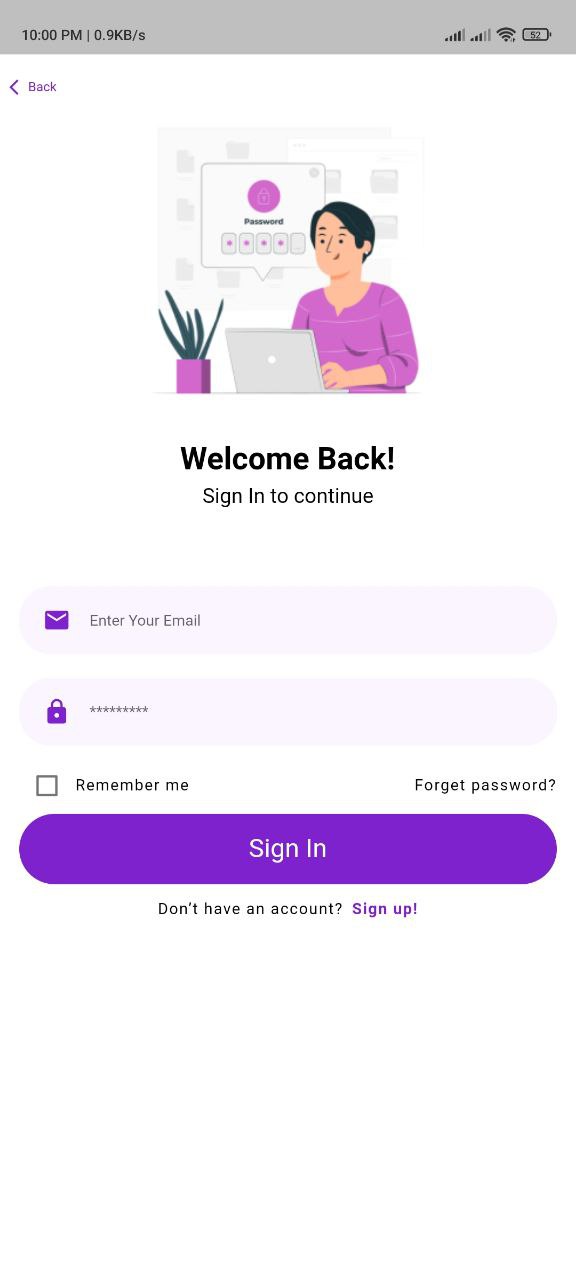 10:00 PM | 0.9KB/s 52
Back
Password
* * * *
Welcome Back!
Sign In to continue
Enter Your Email
*********
Remember me Forget password?
Sign In
Don't have an account? Sign up!